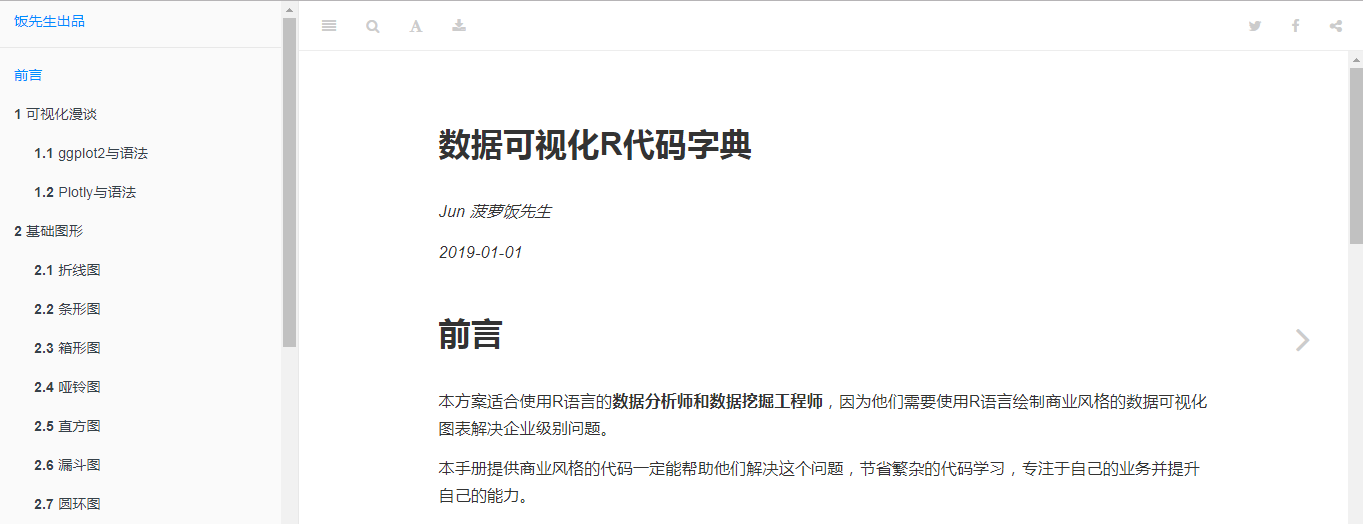 饭先生出品
前言
1 可视化漫谈
1.1 ggplot2与语法
1.2 Plotly与语法
2 基础图形
2.1 折线图
2.2 条形图
2.3 箱形图
2.4 哑铃图
2.5 直方图
2.6 漏斗图
2.7 圆环图
数据可视化R代码字典
Jun 菠萝饭先生
2019-01-01
前言
本方案适合使用R语言的数据分析师和数据挖掘工程师，因为他们需要使用R语言绘制商业风格的数据可视化
图表解决企业级别问题。
本手册提供商业风格的代码一定能帮助他们解决这个问题，节省繁杂的代码学习，专注于自己的业务并提升
自己的能力。